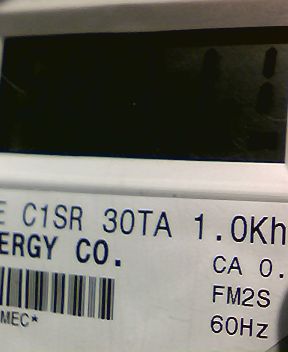 E C1SR 30TA 1.0Kh
ERGY CO.
CA 0.
FM2S
MEC*
60Hz